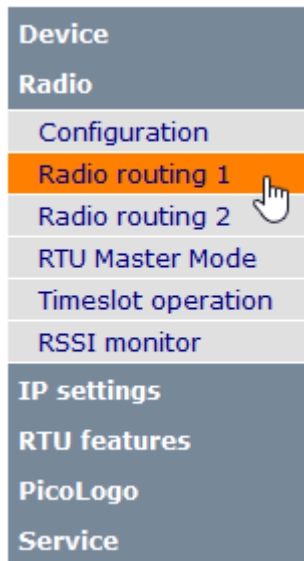 Device
Radio
Configuration
Radio routing 1
Radio routing 2
RTU Master Mode
Timeslot operation
RSSI monitor
IP settings
RTU features
PicoLogo
Service